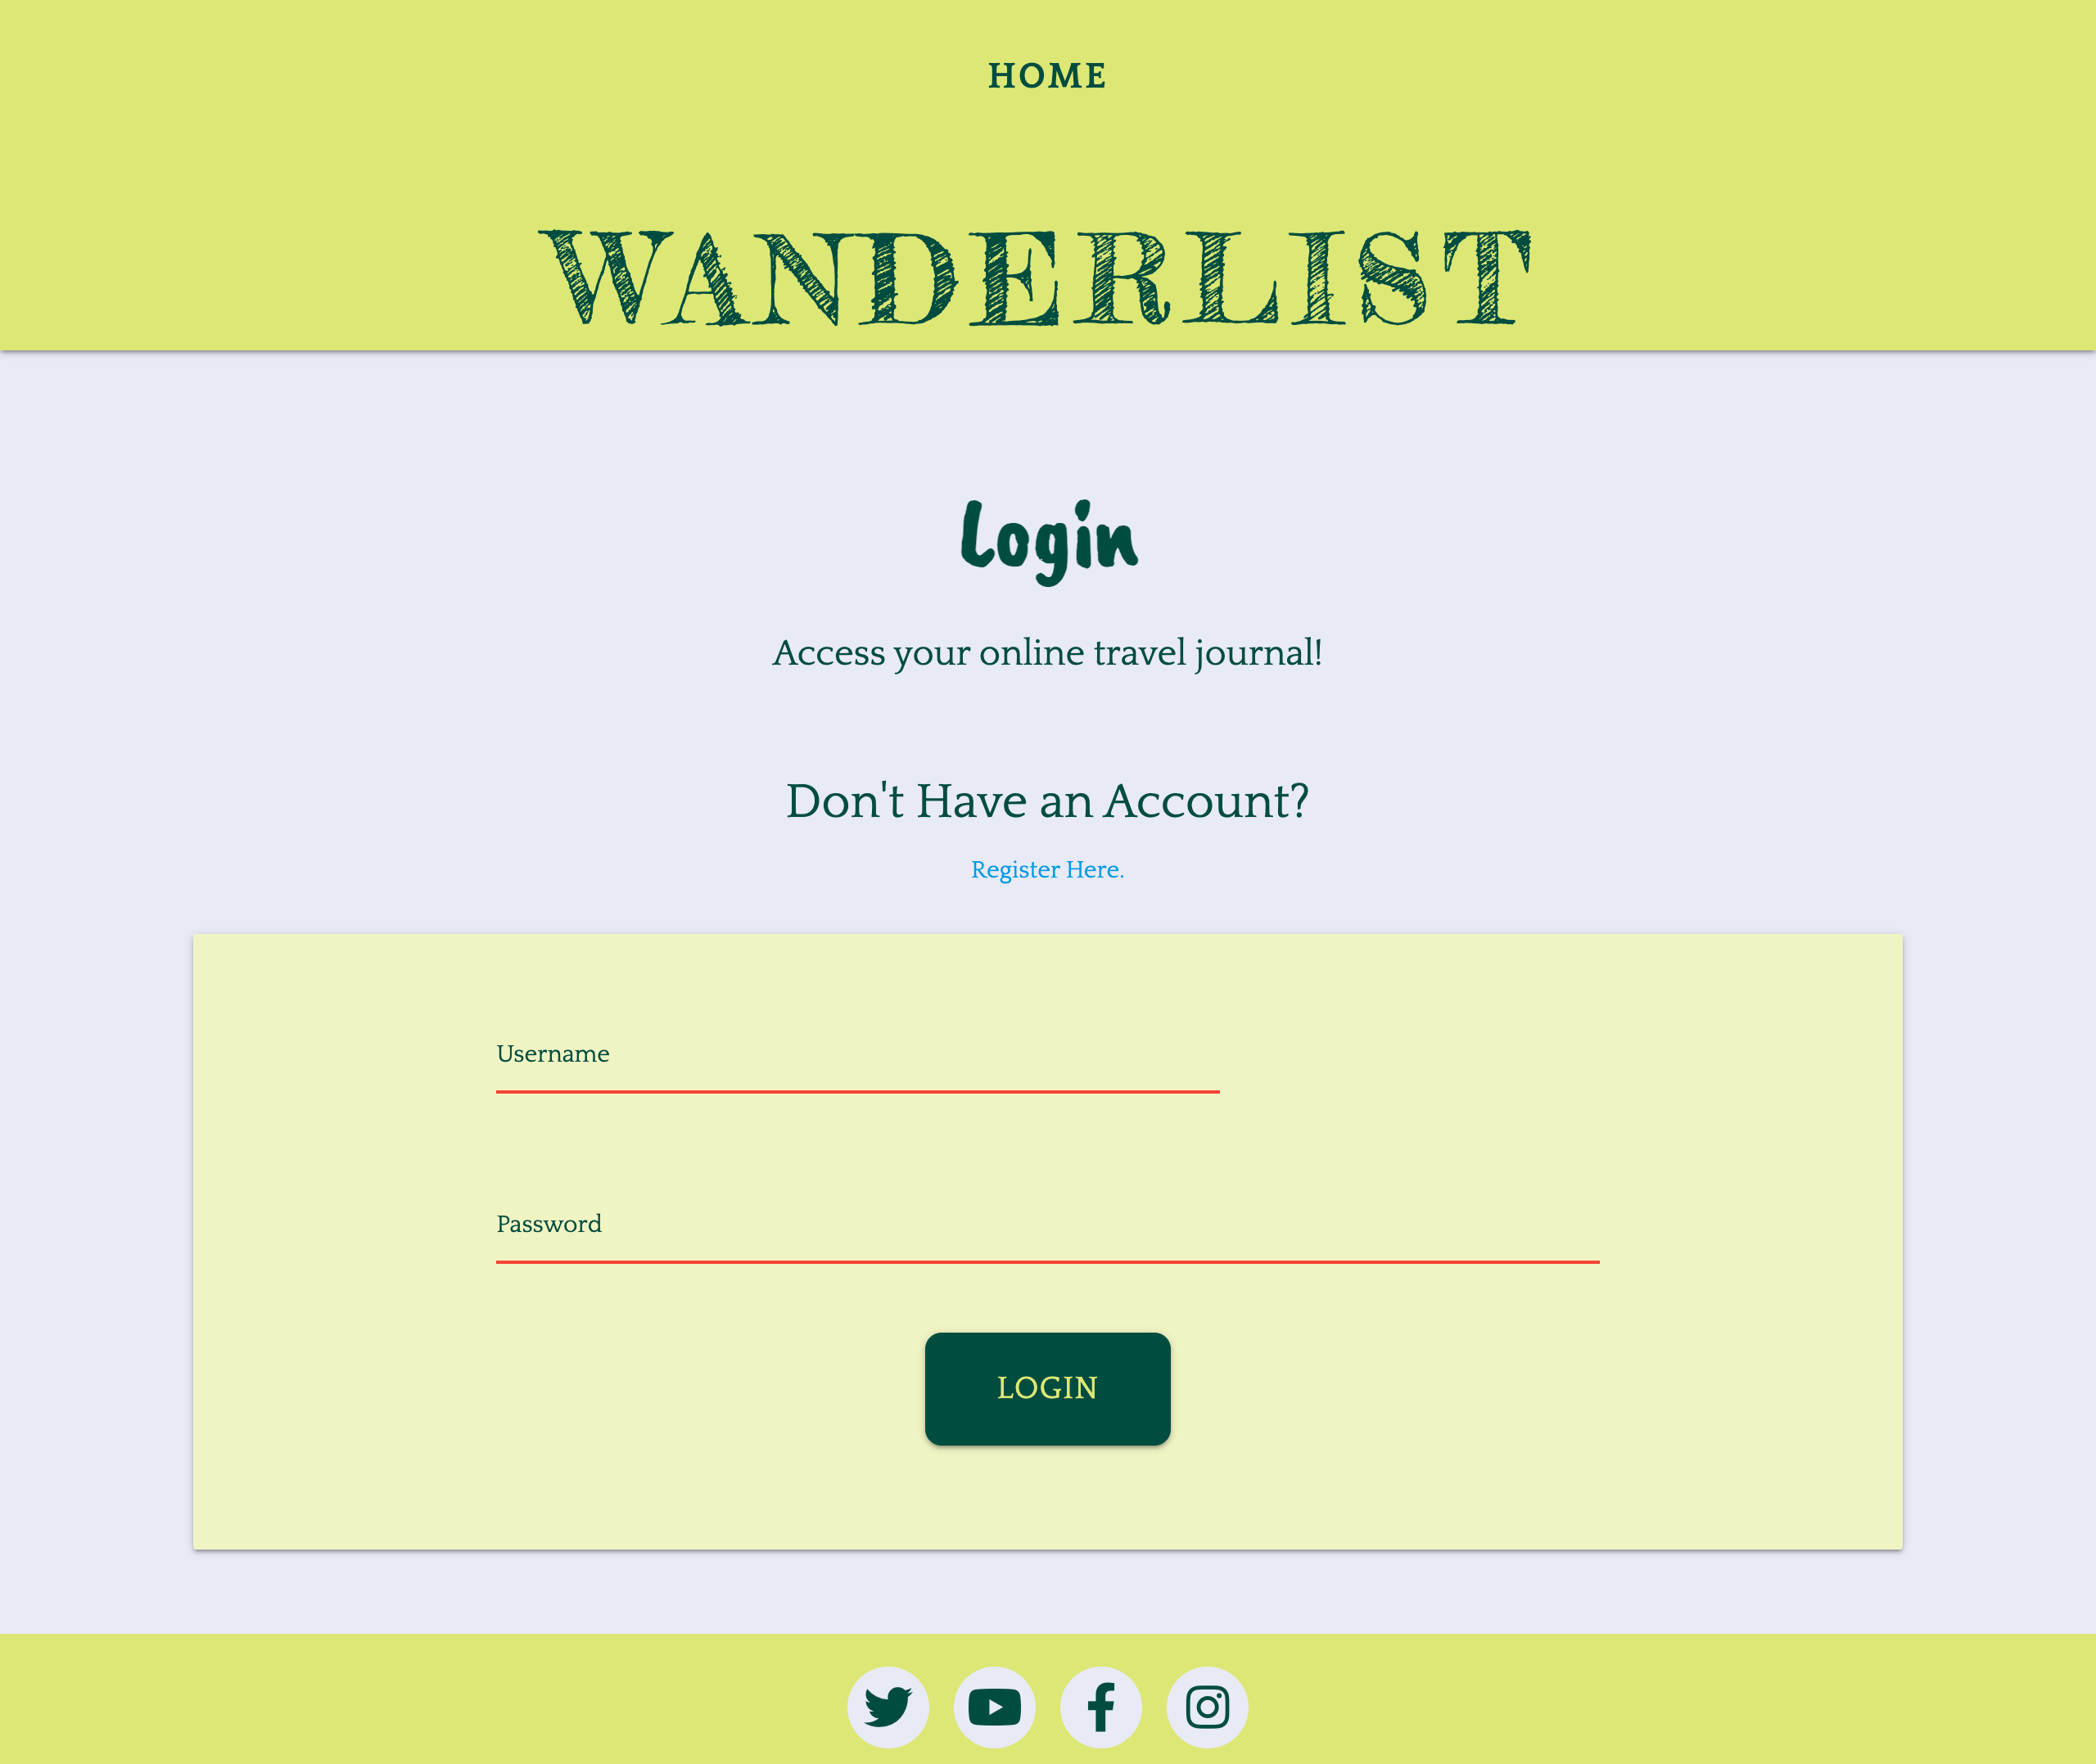 HOME
WANDERLIST
Login
Access your online travel journal!
Don't Have an Account?
Register Here.
Username
Password
LOGIN